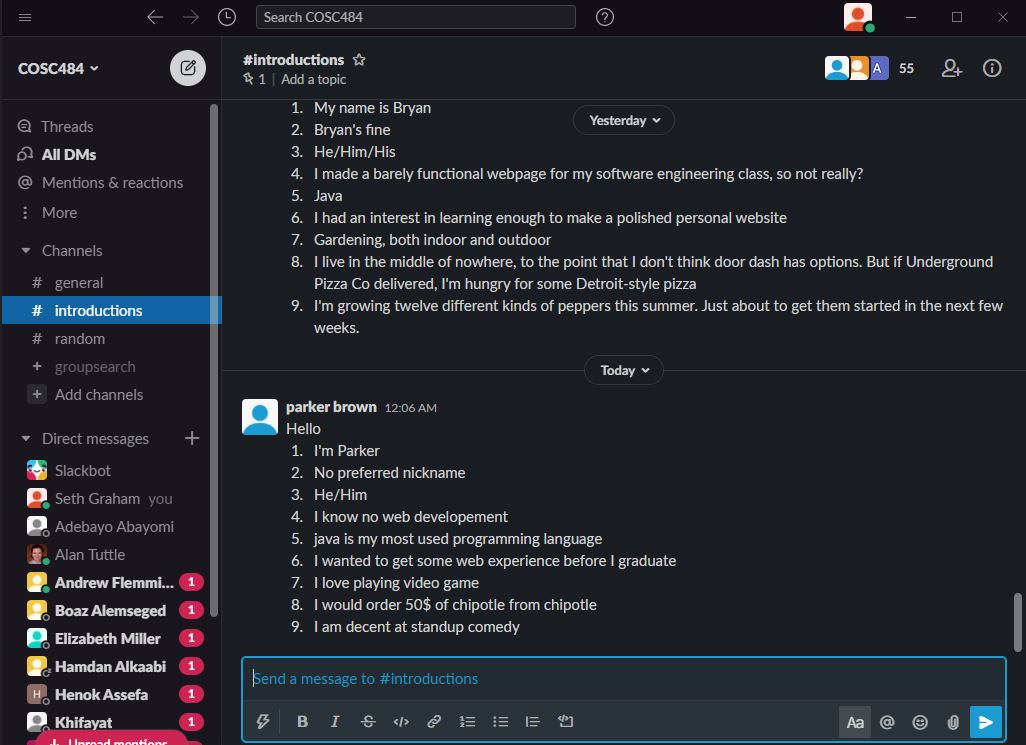 Search COSC484
COSC484
Threads
All DMs
Mentions & reactions
More
Channels
# general
# introductions
# random
+ groupsearch
+ Add channels
Direct messages
Slackbot
Seth Graham you
Adebayo Abayomi
Alan Tuttle
Andrew Flemmi... 1
Boaz Alemseged 1
Elizabeth Miller 1
Hamdan Alkaabi 1
H Henok Assefa 1
Khifayat 1
Unread mentions
#introductions
1 | Add a topic
A 55
Yesterday
1. My name is Bryan
2. Bryan's fine
3. He/Him/His
4. I made a barely functional webpage for my software engineering class, so not really?
5. Java
6. I had an interest in learning enough to make a polished personal website
7. Gardening, both indoor and outdoor
8. I live in the middle of nowhere, to the point that I don't think door dash has options. But if Underground
Pizza Co delivered, I'm hungry for some Detroit-style pizza
9. I'm growing twelve different kinds of peppers this summer. Just about to get them started in the next few
weeks.
Today
parker brown 12:06 AM
Hello
1. I'm Parker
2. No preferred nickname
3. He/Him
4. I know no web developement
5. java is my most used programming language
6. I wanted to get some web experience before I graduate
7. I love playing video game
8. I would order 50$ of chipotle from chipotle
9. I am decent at standup comedy
Send a message to #introductions
B I S </> Aa @